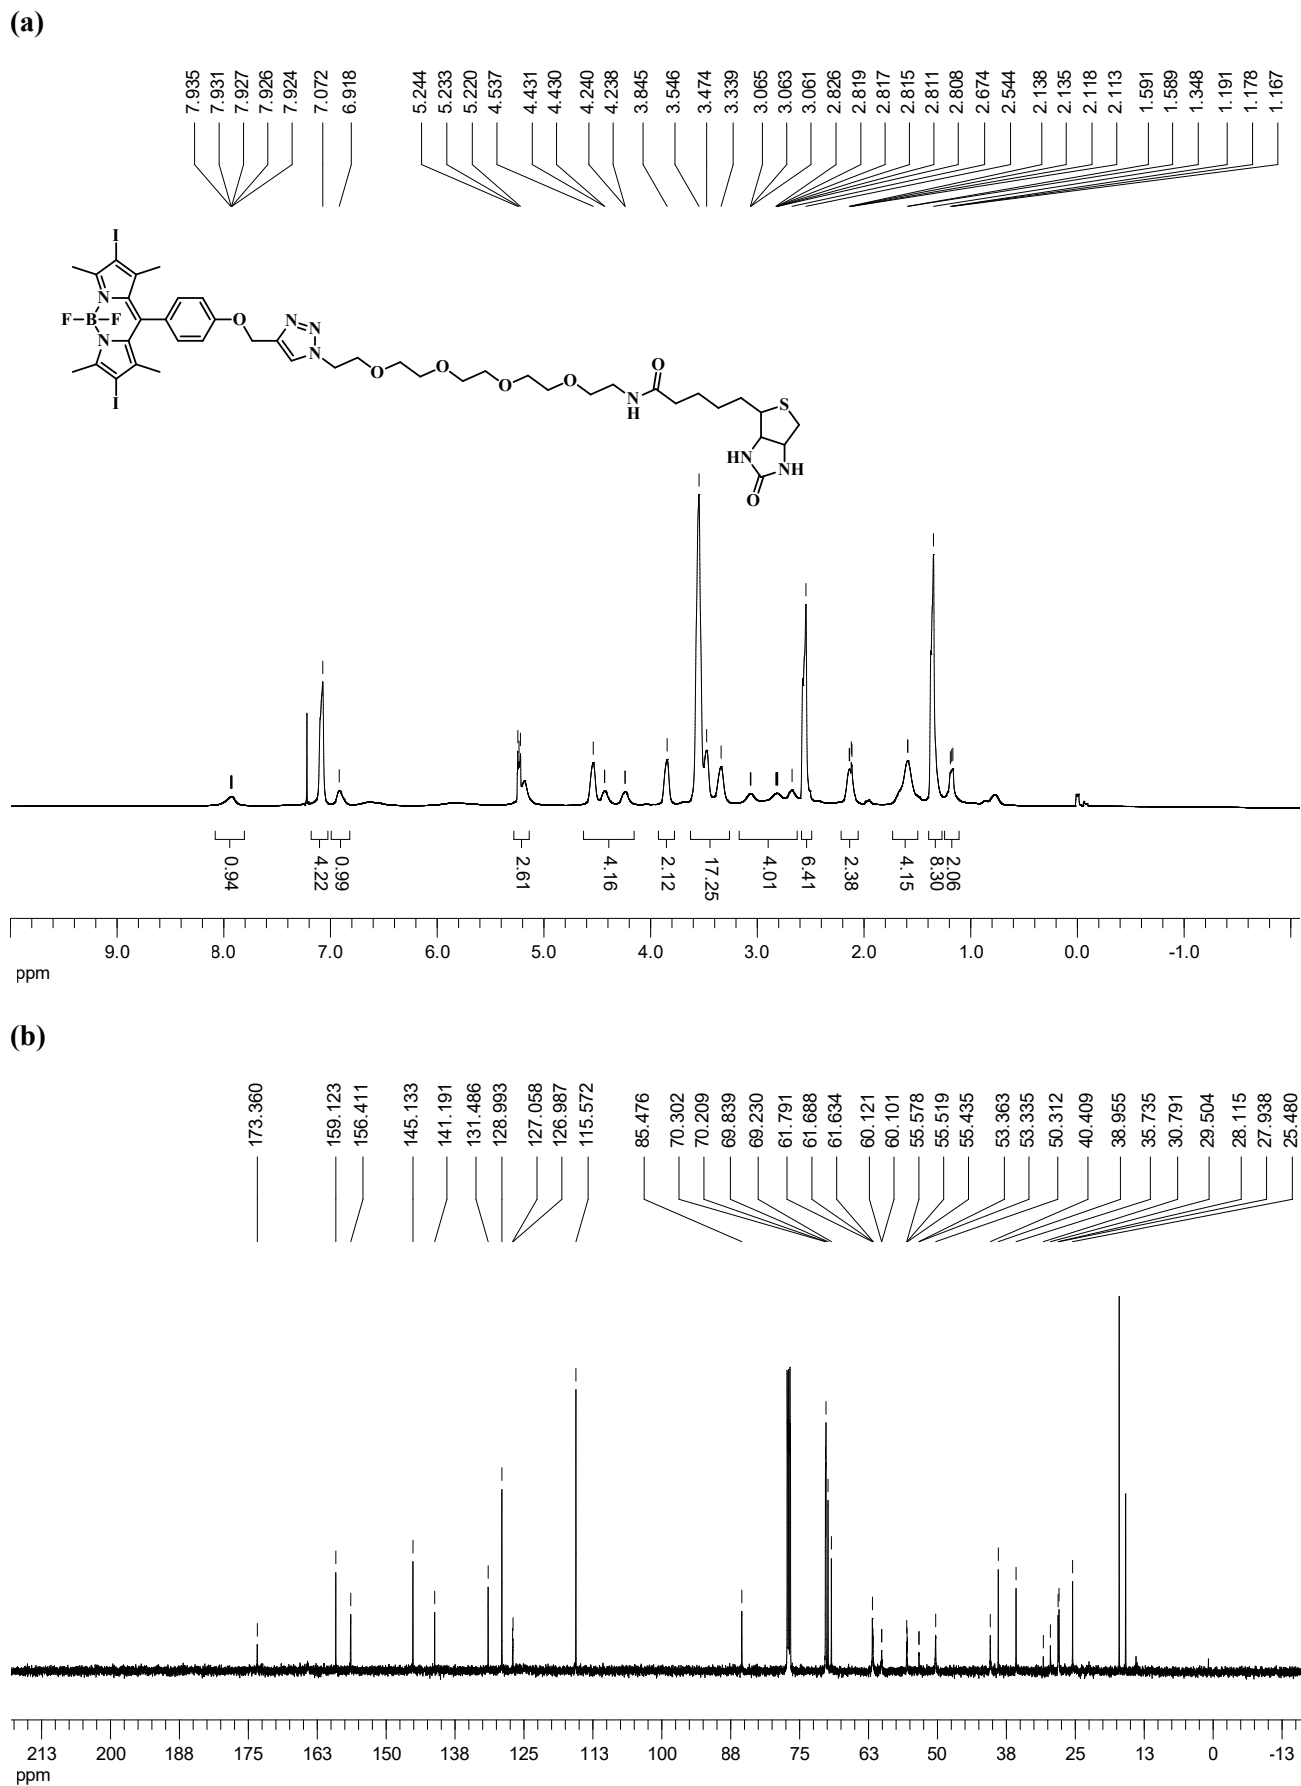 (a)
7.935 7.931 7.927 7.926 7.924 7.072 6.918 5.244 5.233 5.220 4.537 4.431 4.430 4.240 4.238 3.845 3.546 3.474 3.339 3.065 3.063 3.061 2.826 2.819 2.817 2.815 2.811 2.808 2.674 2.544 2.138 2.135 2.118 2.113 1.591 1.589 1.348 1.191 1.178 1.167
I
N
F B F
N
I
O
N N
N
O
O
O
O
N
H
O
S
HN
NH
O
0.94 4.22 0.99 2.61 4.16 2.12 17.25 4.01 6.41 2.38 4.15 8.30 2.06
9.0 8.0 7.0 6.0 5.0 4.0 3.0 2.0 1.0 0.0 -1.0
ppm
(b)
173.360 159.123 156.411 145.133 141.191 131.486 128.993 127.058 126.987 115.572 85.476 70.302 70.209 69.839 69.230 61.791 61.688 61.634 60.121 60.101 55.578 55.519 55.435 53.363 53.335 50.312 40.409 38.955 35.735 30.791 29.504 28.115 27.938 25.480
213 200 188 175 163 150 138 125 113 100 88 75 63 50 38 25 13 0 -13
ppm